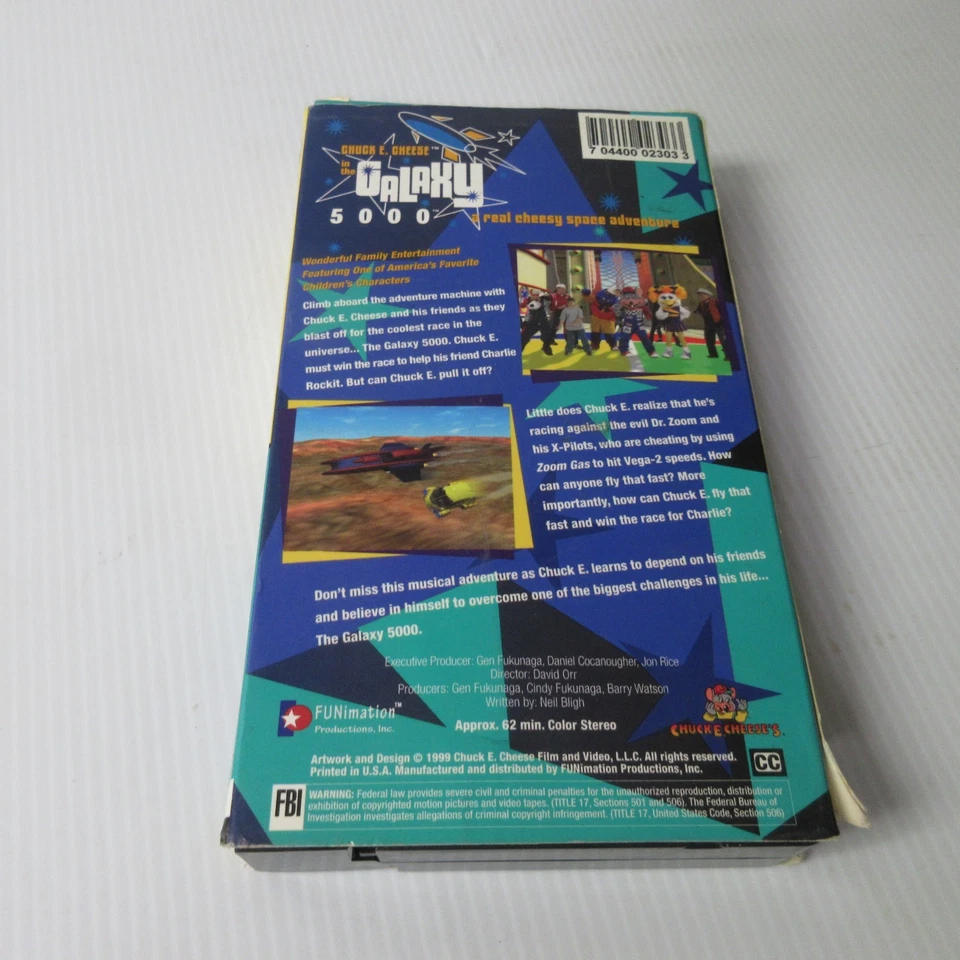 CHUCK E. CHEESE™
in the
GALAXY
5000™
a real cheesy space adventure
7 04400 02303 3
Wonderful Family Entertainment
Featuring One of America's Favorite
Children's Characters
Climb aboard the adventure machine with
Chuck E. Cheese and his friends as they
blast off for the coolest race in the
universe... The Galaxy 5000. Chuck E.
must win the race to help his friend Charlie
Rockit. But can Chuck E. pull it off?
Little does Chuck E. realize that he's
racing against the evil Dr. Zoom and
his X-Pilots, who are cheating by using
Zoom Gas to hit Vega-2 speeds. How
can anyone fly that fast? More
importantly, how can Chuck E. fly that
fast and win the race for Charlie?
Don't miss this musical adventure as Chuck E. learns to depend on his friends
and believe in himself to overcome one of the biggest challenges in his life...
The Galaxy 5000.
Executive Producer: Gen Fukunaga, Daniel Cocanougher, Jon Rice
Director: David Orr
Producers: Gen Fukunaga, Cindy Fukunaga, Barry Watson
Written by: Neil Bligh
FUNimation™
Productions, Inc.
Approx. 62 min. Color Stereo
CHUCK E CHEESE'S.
Artwork and Design © 1999 Chuck E. Cheese Film and Video, L.L.C. All rights reserved.
Printed in U.S.A. Manufactured and distributed by FUNimation Productions, Inc.
CC
FBI
WARNING: Federal law provides severe civil and criminal penalties for the unauthorized reproduction, distribution or
exhibition of copyrighted motion pictures and video tapes. (TITLE 17, Sections 501 and 506). The Federal Bureau of
Investigation investigates allegations of criminal copyright infringement. (TITLE 17, United States Code, Section 506)